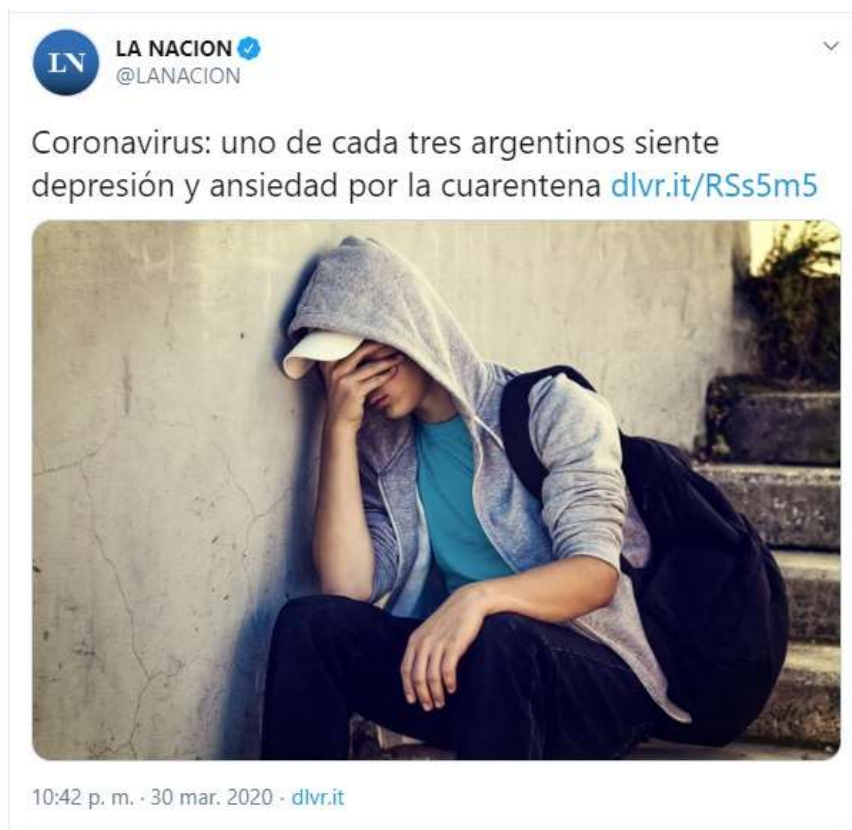 LN
LA NACION
@LANACION
Coronavirus: uno de cada tres argentinos siente
depresión y ansiedad por la cuarentena dlvr.it/RSs5m5
10:42 p. m. · 30 mar. 2020 · dlvr.it